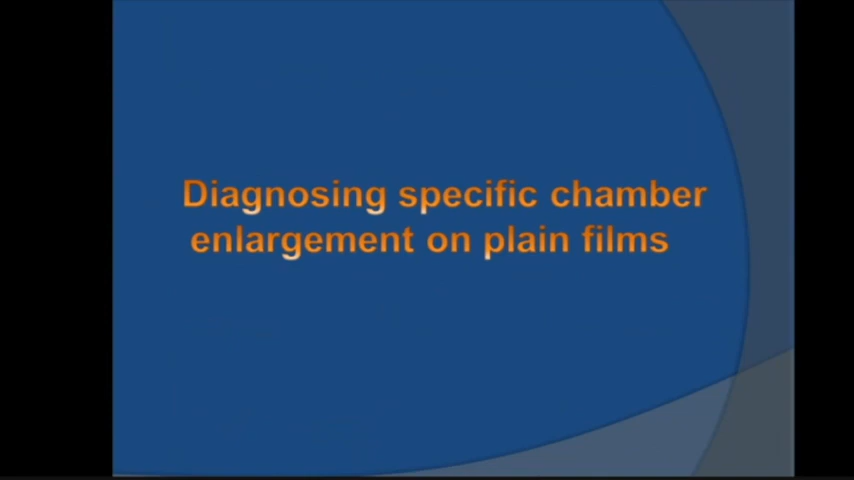 Diagnosing specific chamber
enlargement on plain films